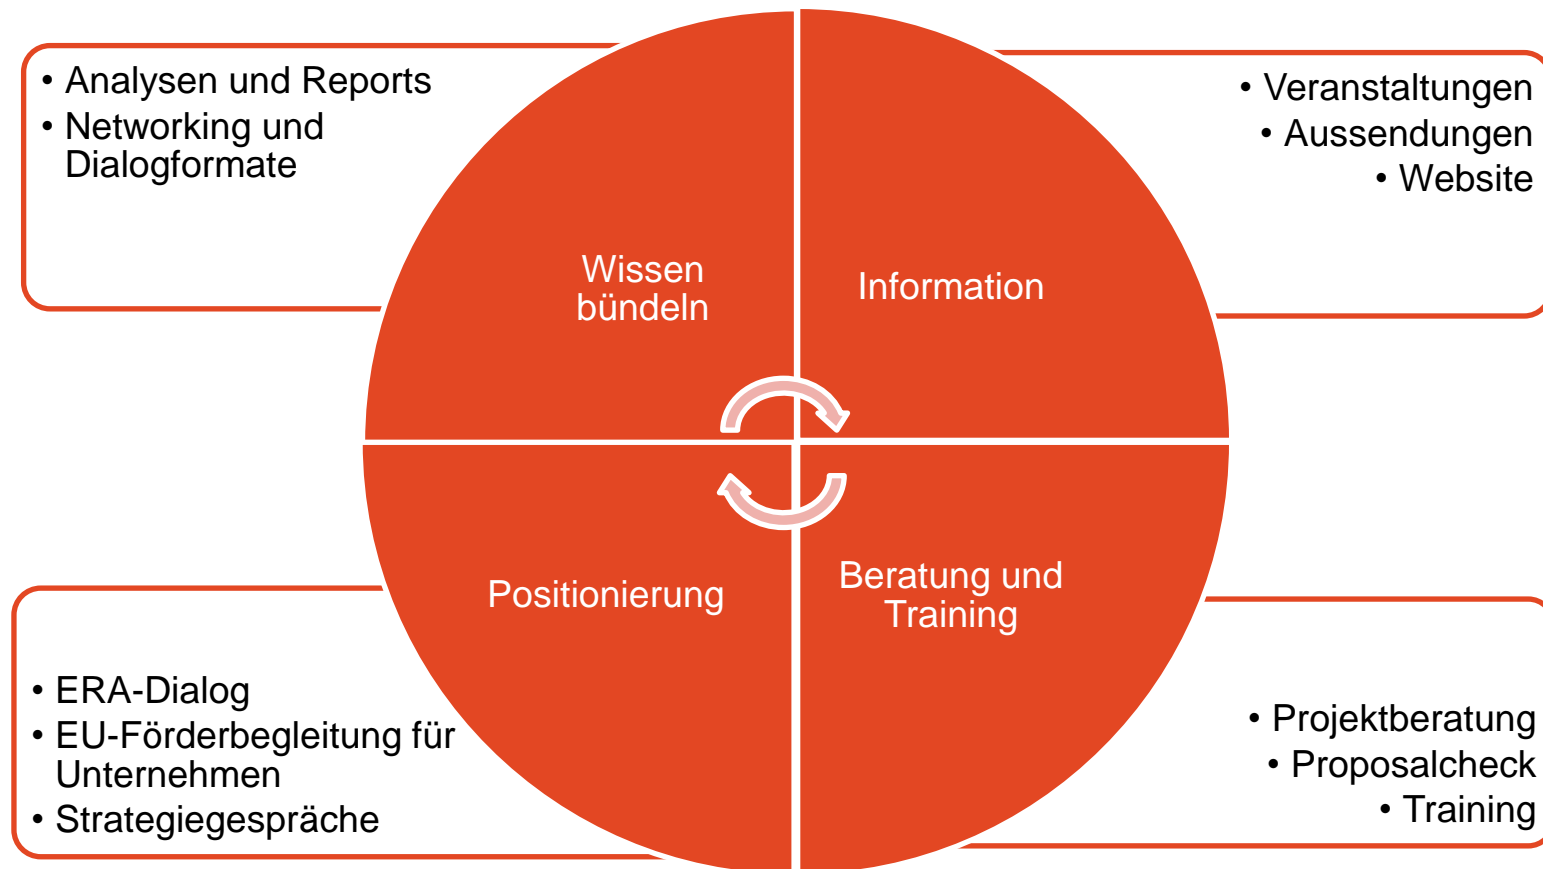 • Analysen und Reports
• Networking und
Dialogformate
• Veranstaltungen
• Aussendungen
• Website
Wissen
bündeln
Information
Positionierung
Beratung und
Training
• ERA-Dialog
• EU-Förderbegleitung für
Unternehmen
• Strategiegespräche
• Projektberatung
• Proposalcheck
• Training